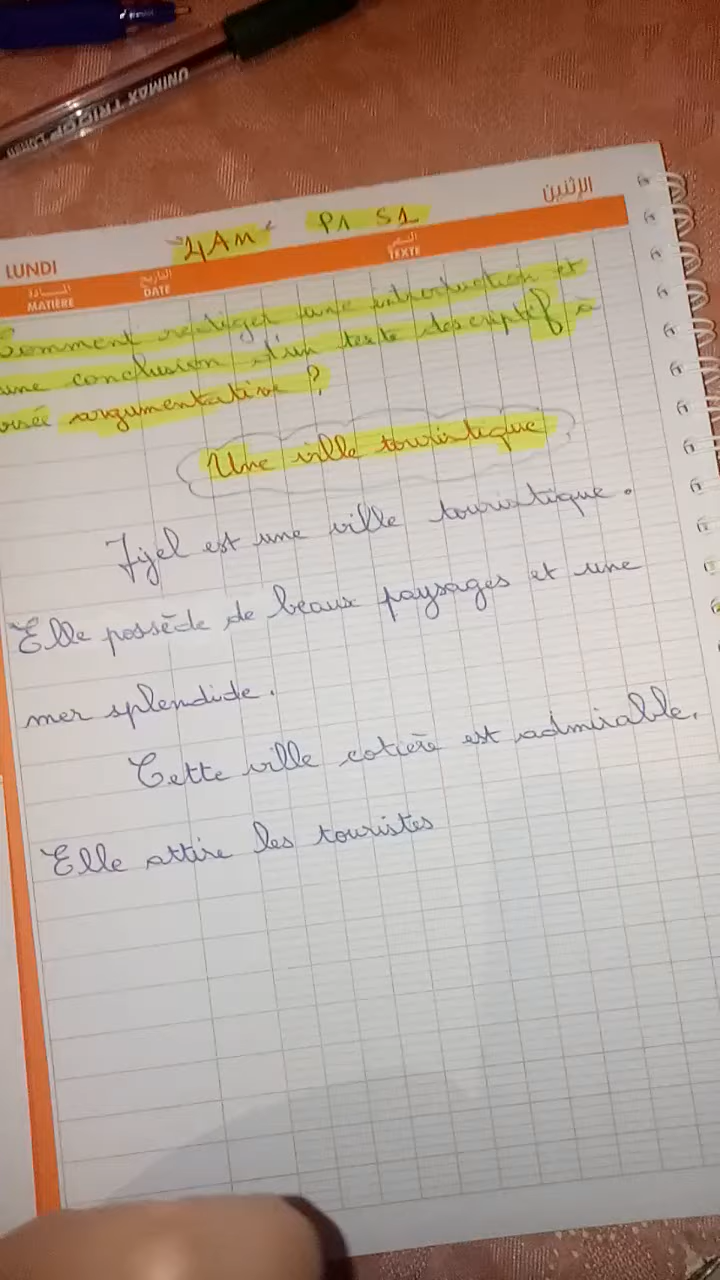 UNIMAX TRIO
الإثنين
"4AM" P1 S1
LUNDI
المادة
MATIÈRE
التاريخ
DATE
النص
TEXTE
Comment rédiger une introduction et
une conclusion d'un texte descriptif à
visée argumentative ?
Une ville touristique
Jijel est une ville touristique.
Elle possède de beaux paysages et une
mer splendide.
Cette ville cotière est admirable.
Elle attire les touristes